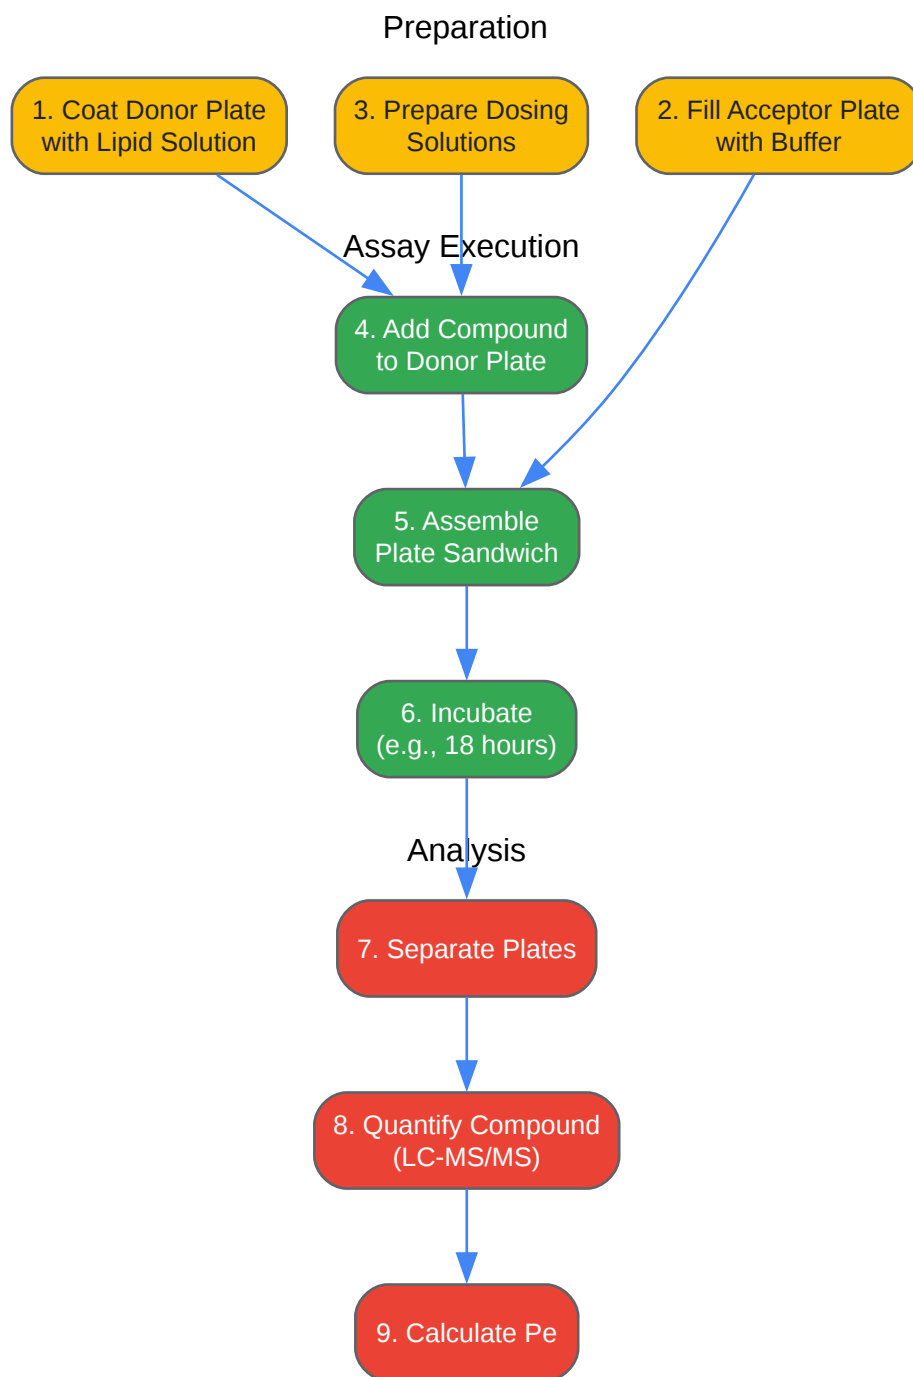 Preparation
1. Coat Donor Plate
with Lipid Solution
3. Prepare Dosing
Solutions
2. Fill Acceptor Plate
with Buffer
Assay Execution
4. Add Compound
to Donor Plate
5. Assemble
Plate Sandwich
6. Incubate
(e.g., 18 hours)
Analysis
7. Separate Plates
8. Quantify Compound
(LC-MS/MS)
9. Calculate Pe